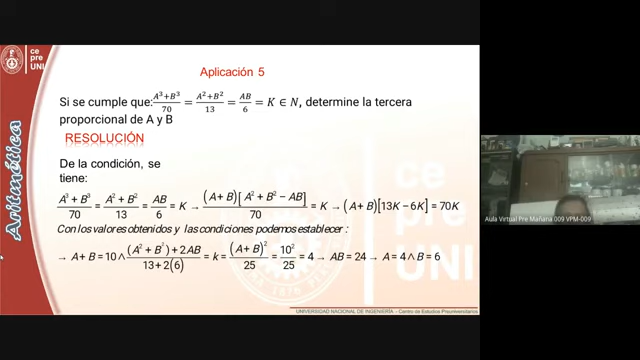 ce
pre
UNI
Aritmética
Aplicación 5
Si se cumple que: (A³+B³)/70 = (A²+B²)/13 = AB/6 = K ∈ N, determine la tercera
proporcional de A y B
RESOLUCIÓN
De la condición, se
tiene:
(A³ + B³)/70 = (A² + B²)/13 = AB/6 = K → (A+B)[A² + B² − AB]/70 = K → (A+B)[13K − 6K] = 70K
Con los valores obtenidos y las condiciones podemos establecer :
→ A+B = 10 ∧ ((A² + B²) + 2AB)/(13+2(6)) = k = (A+B)²/25 = 10²/25 = 4 → AB = 24 → A = 4 ∧ B = 6
UNIVERSIDAD NACIONAL DE INGENIERÍA – Centro de Estudios Preuniversitarios
ce
pre
UNI
Aula Virtual Pre Mañana 009 VPM-009